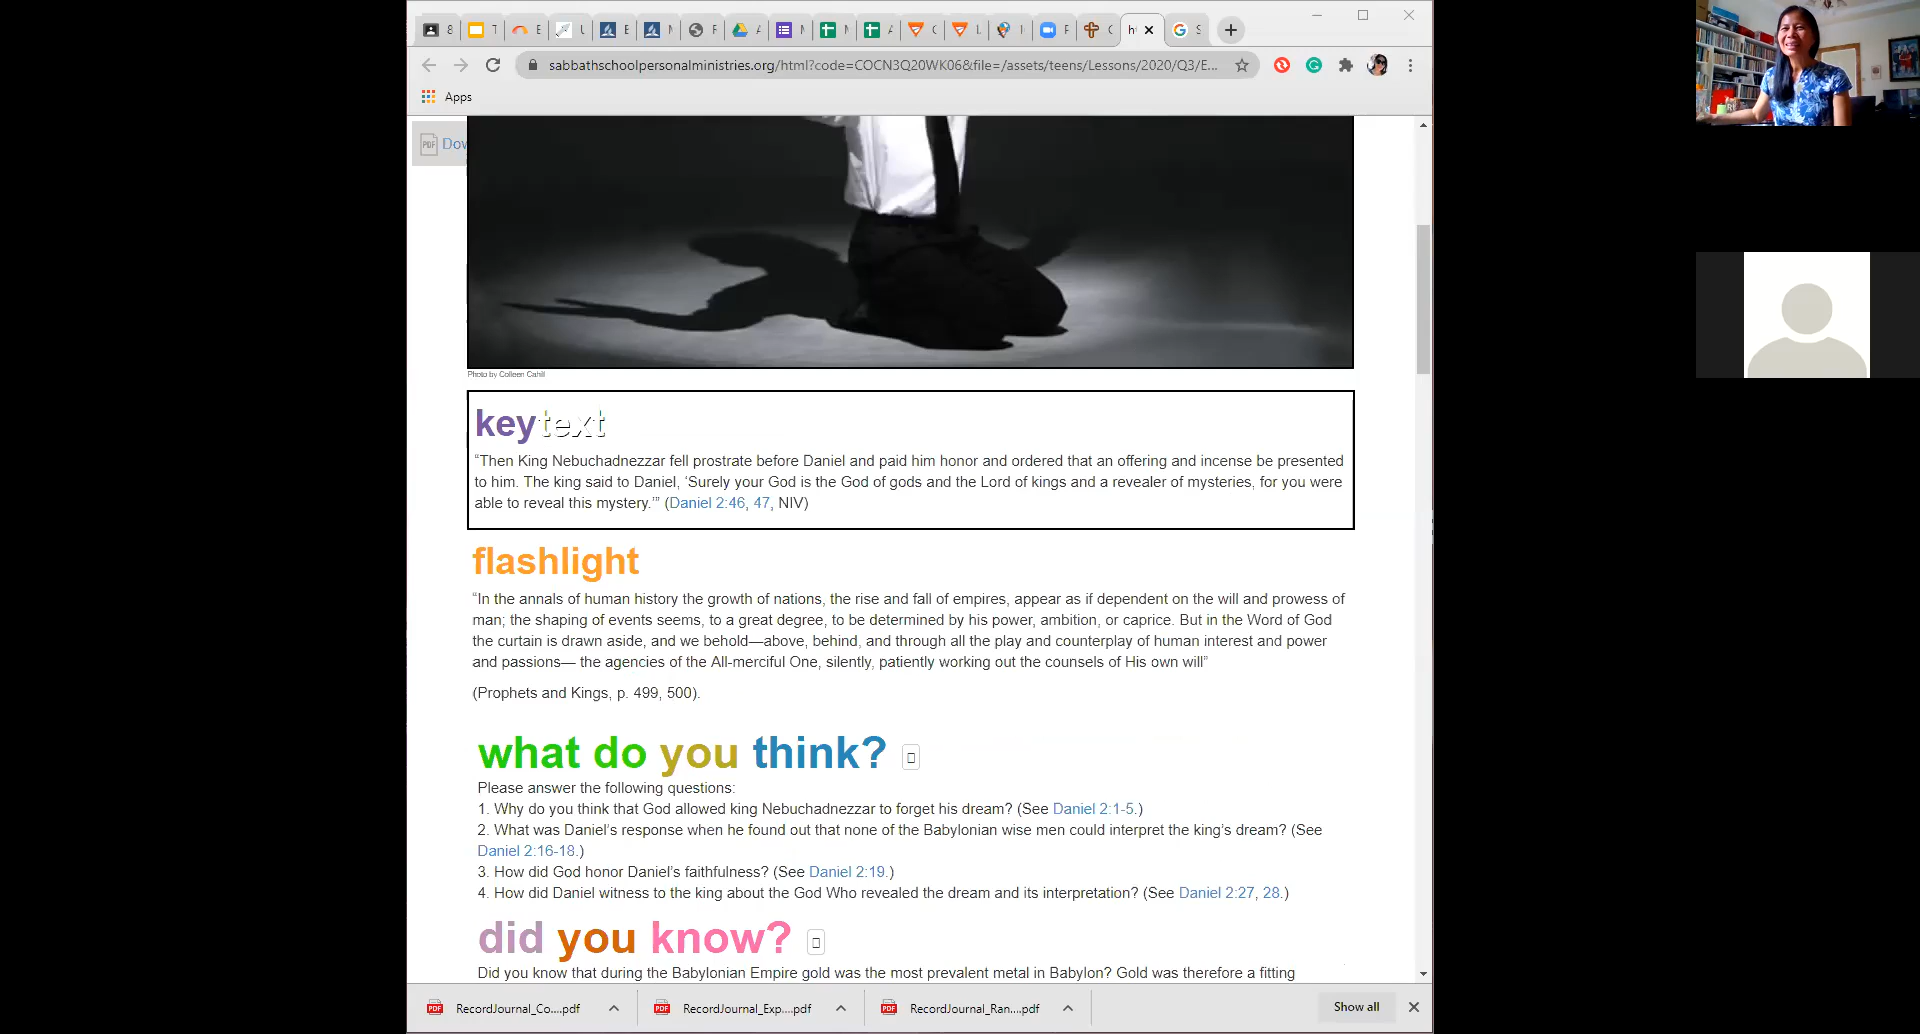 8
T
E
E
F
A
M
A
C
L
1
F
C
h
S
sabbathschoolpersonalministries.org/html?code=COCN3Q20WK06&file=/assets/teens/Lessons/2020/Q3/E...
Apps
PDF Dow
Photo by Colleen Cahill
keytext
“Then King Nebuchadnezzar fell prostrate before Daniel and paid him honor and ordered that an offering and incense be presented
to him. The king said to Daniel, ‘Surely your God is the God of gods and the Lord of kings and a revealer of mysteries, for you were
able to reveal this mystery.’” (Daniel 2:46, 47, NIV)
flashlight
“In the annals of human history the growth of nations, the rise and fall of empires, appear as if dependent on the will and prowess of
man; the shaping of events seems, to a great degree, to be determined by his power, ambition, or caprice. But in the Word of God
the curtain is drawn aside, and we behold—above, behind, and through all the play and counterplay of human interest and power
and passions— the agencies of the All-merciful One, silently, patiently working out the counsels of His own will”
(Prophets and Kings, p. 499, 500).
what do you think?
Please answer the following questions:
1. Why do you think that God allowed king Nebuchadnezzar to forget his dream? (See Daniel 2:1-5.)
2. What was Daniel’s response when he found out that none of the Babylonian wise men could interpret the king’s dream? (See
Daniel 2:16-18.)
3. How did God honor Daniel’s faithfulness? (See Daniel 2:19.)
4. How did Daniel witness to the king about the God Who revealed the dream and its interpretation? (See Daniel 2:27, 28.)
did you know?
Did you know that during the Babylonian Empire gold was the most prevalent metal in Babylon? Gold was therefore a fitting
PDF RecordJournal_Co....pdf
PDF RecordJournal_Exp....pdf
PDF RecordJournal_Ran....pdf
Show all